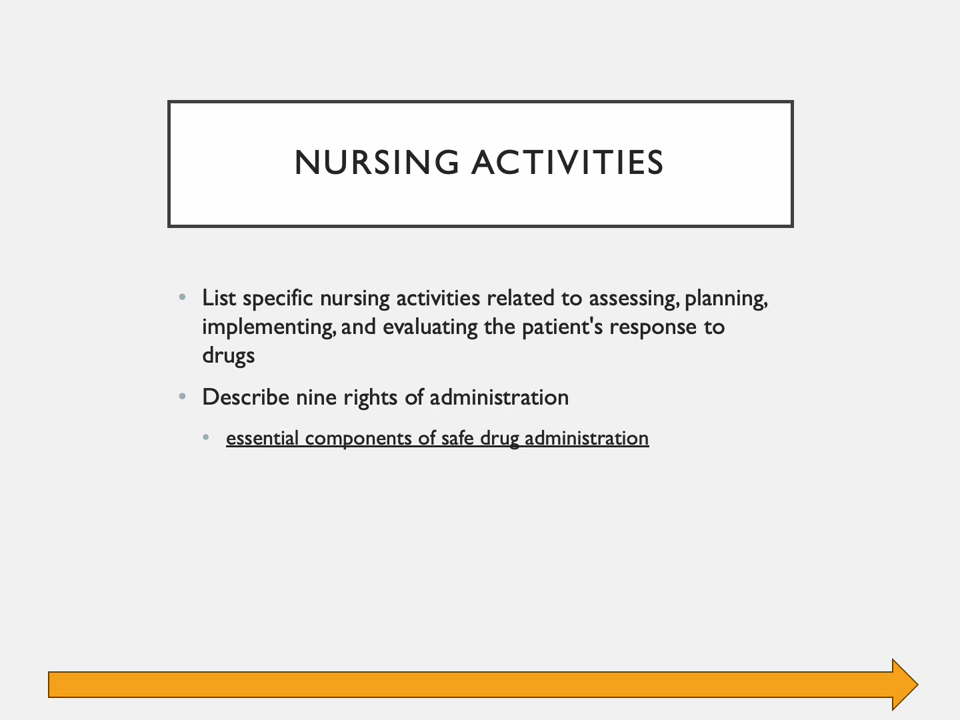 NURSING ACTIVITIES
• List specific nursing activities related to assessing, planning,
implementing, and evaluating the patient's response to
drugs
• Describe nine rights of administration
• essential components of safe drug administration